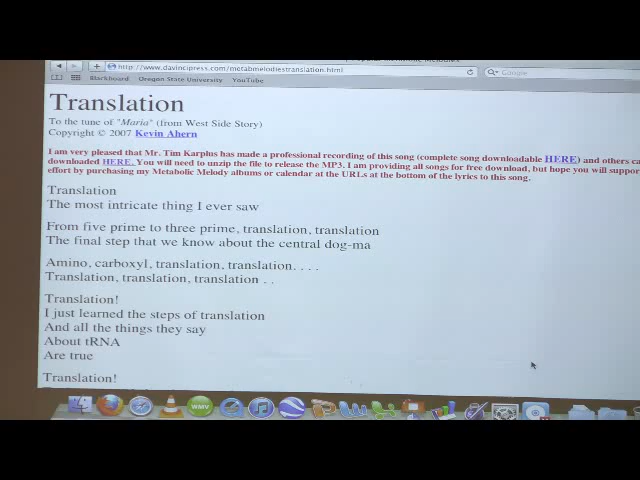 http://www.davincipress.com/metabmelodiestranslation.html
Google
Blackboard Oregon State University YouTube
Translation
To the tune of "Maria" (from West Side Story)
Copyright © 2007 Kevin Ahern
I am very pleased that Mr. Tim Karplus has made a professional recording of this song (complete song downloadable HERE) and others ca
downloaded HERE. You will need to unzip the file to release the MP3. I am providing all songs for free download, but hope you will suppor
effort by purchasing my Metabolic Melody albums or calendar at the URLs at the bottom of the lyrics to this song.
Translation
The most intricate thing I ever saw
From five prime to three prime, translation, translation
The final step that we know about the central dog-ma
Amino, carboxyl, translation, translation. . . .
Translation, translation, translation . .
Translation!
I just learned the steps of translation
And all the things they say
About tRNA
Are true
Translation!
WMV